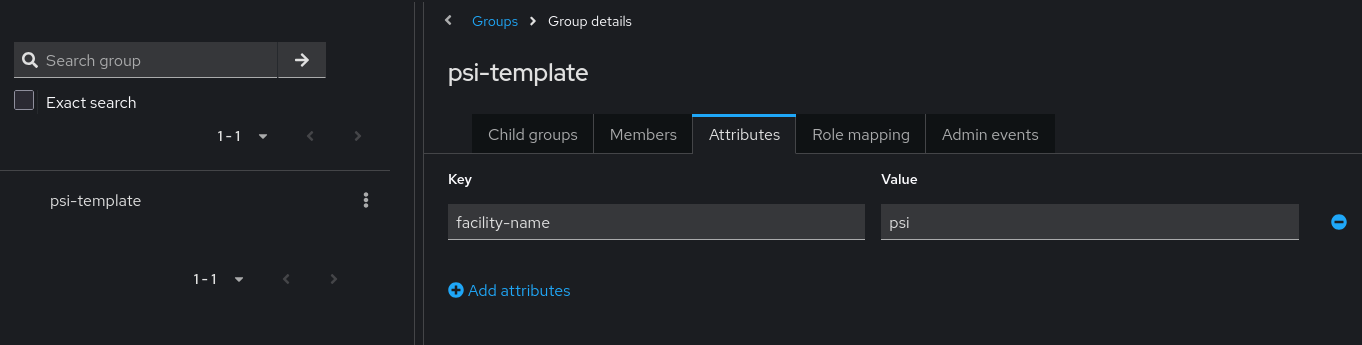 Search group
Exact search
1 - 1
psi-template
1 - 1
Groups Group details
psi-template
Child groups Members Attributes Role mapping Admin events
Key Value
facility-name psi
Add attributes